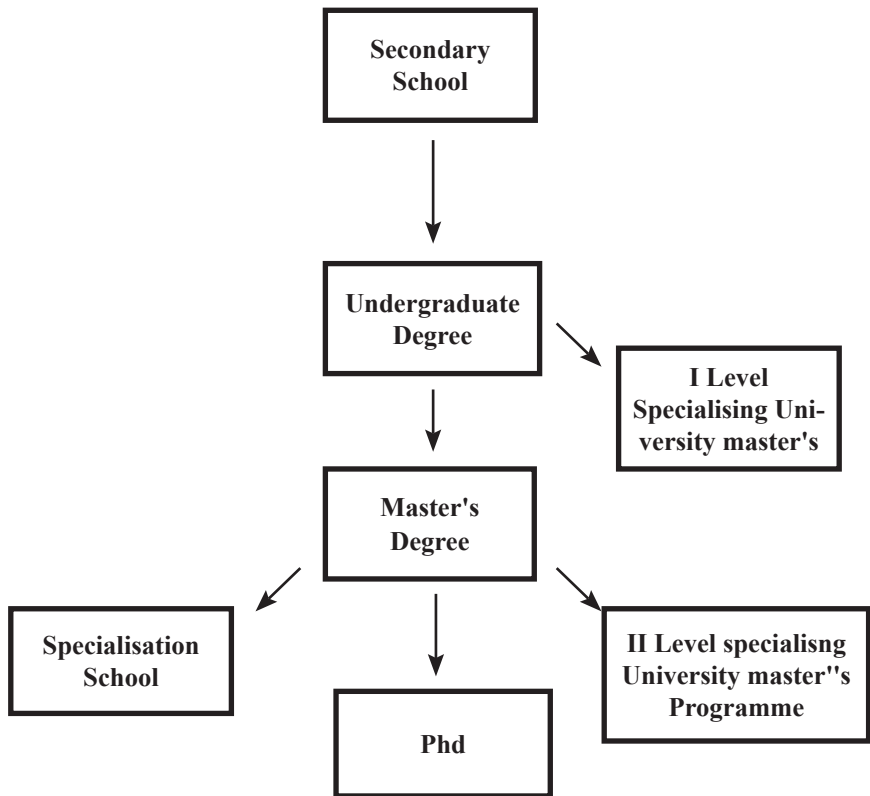 Secondary
School
Undergraduate
Degree
I Level
Specialising Uni-
versity master's
Master's
Degree
Specialisation
School
II Level specialisng
University master''s
Programme
Phd